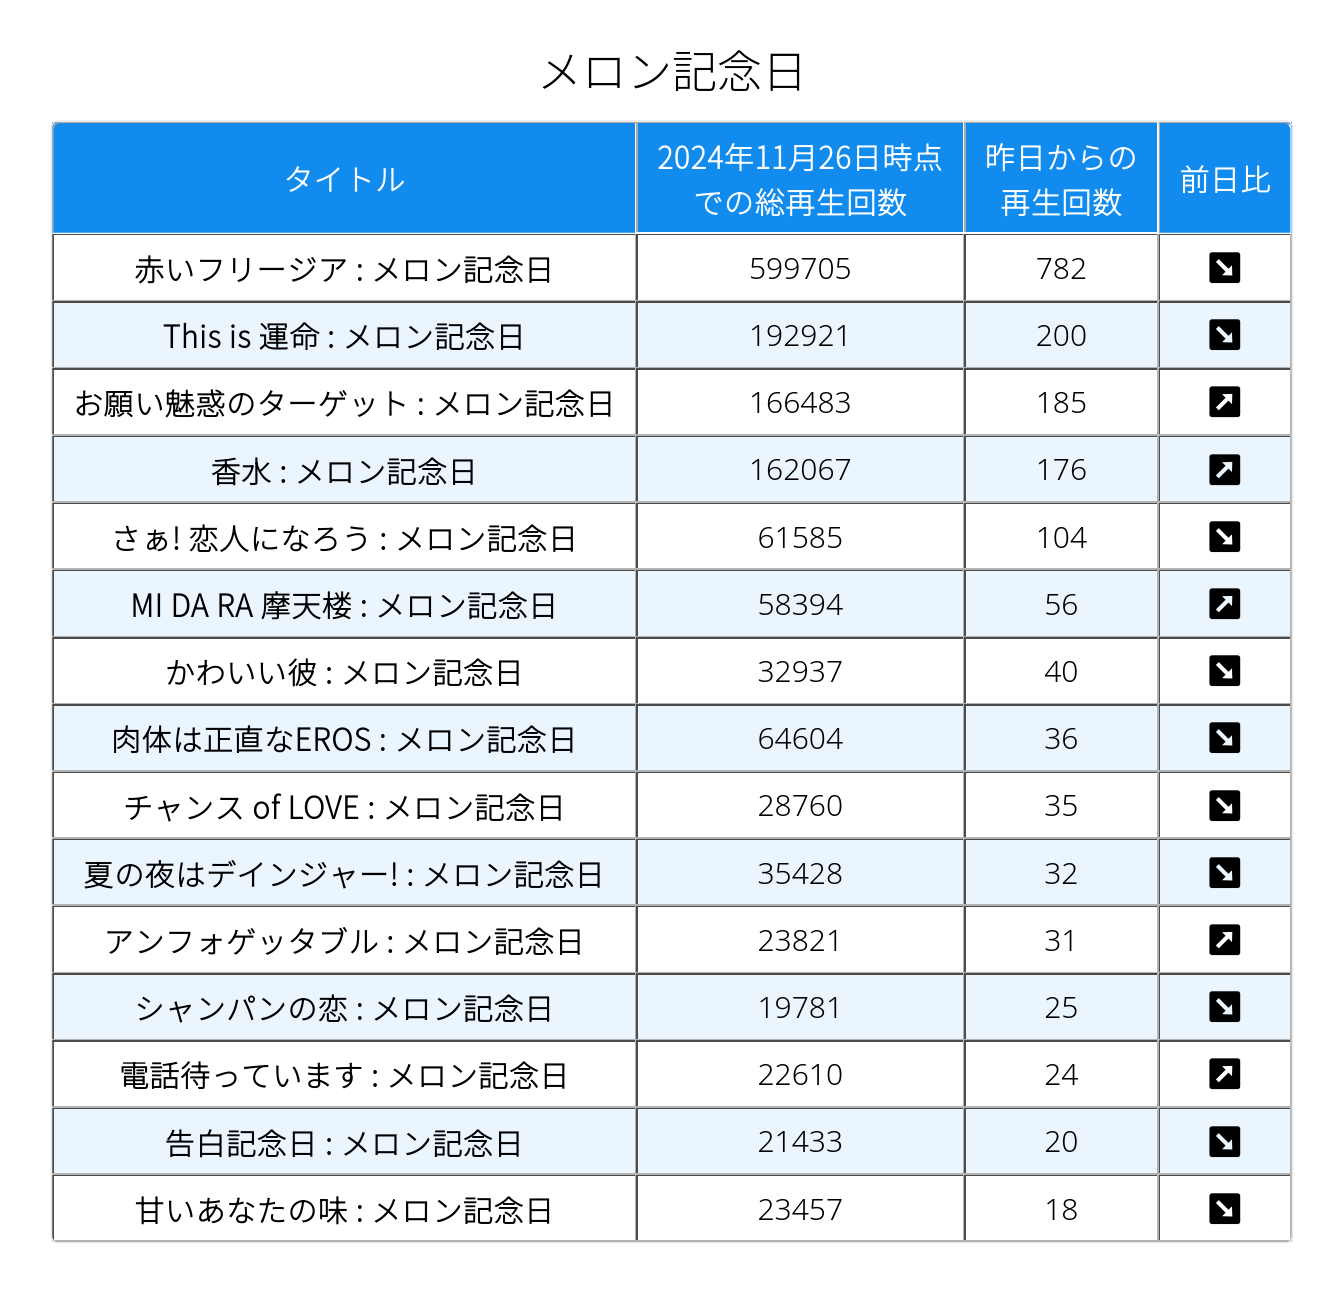 メロン記念日
タイトル 2024年11月26日時点での総再生回数 昨日からの再生回数 前日比
赤いフリージア : メロン記念日 599705 782 ↘
This is 運命 : メロン記念日 192921 200 ↘
お願い魅惑のターゲット : メロン記念日 166483 185 ↗
香水 : メロン記念日 162067 176 ↗
さぁ! 恋人になろう : メロン記念日 61585 104 ↘
MI DA RA 摩天楼 : メロン記念日 58394 56 ↗
かわいい彼 : メロン記念日 32937 40 ↘
肉体は正直なEROS : メロン記念日 64604 36 ↘
チャンス of LOVE : メロン記念日 28760 35 ↘
夏の夜はデインジャー! : メロン記念日 35428 32 ↘
アンフォゲッタブル : メロン記念日 23821 31 ↗
シャンパンの恋 : メロン記念日 19781 25 ↘
電話待っています : メロン記念日 22610 24 ↗
告白記念日 : メロン記念日 21433 20 ↘
甘いあなたの味 : メロン記念日 23457 18 ↘